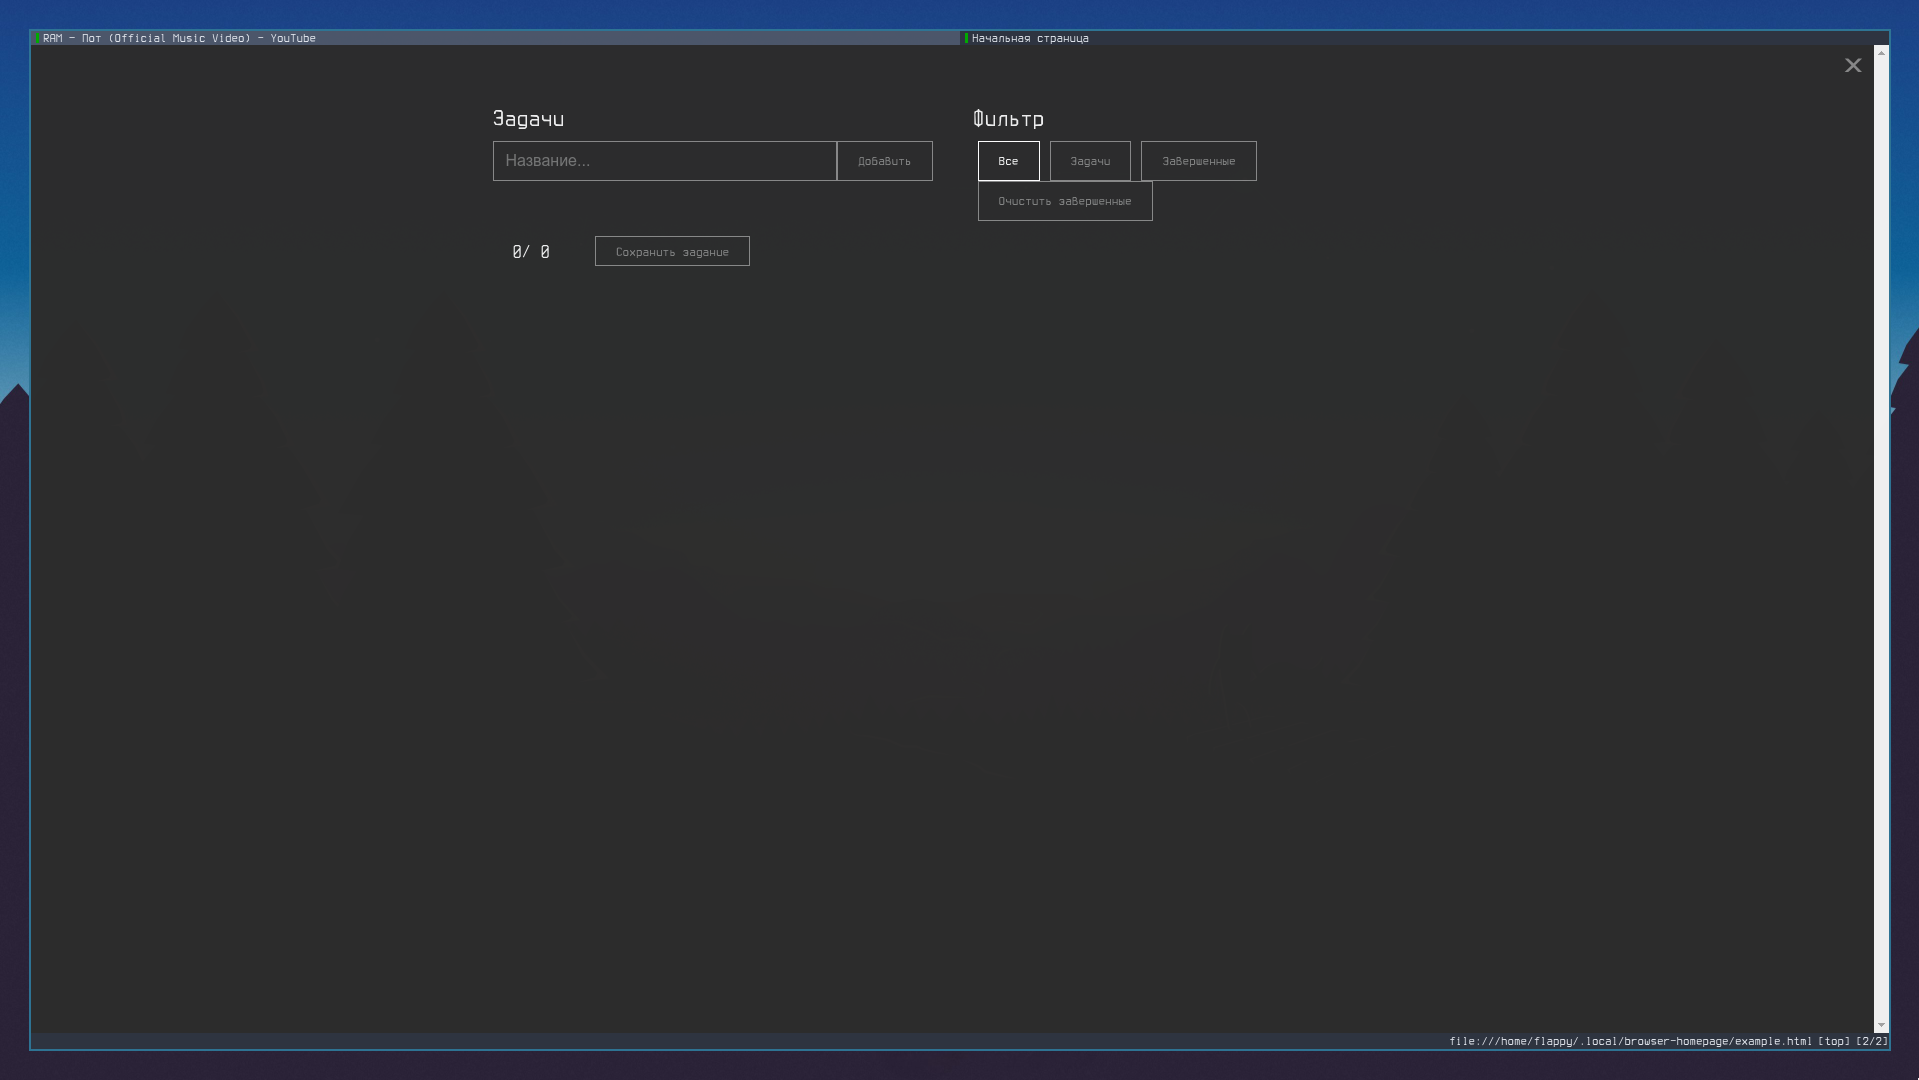 RAM - Пот (Official Music Video) - YouTube
Начальная страница
Задачи
Фильтр
Название...
Добавить
Все
Задачи
Завершенные
Очистить завершенные
0/ 0
Сохранить задание
file:///home/flappy/.local/browser-homepage/example.html [top] [2/2]